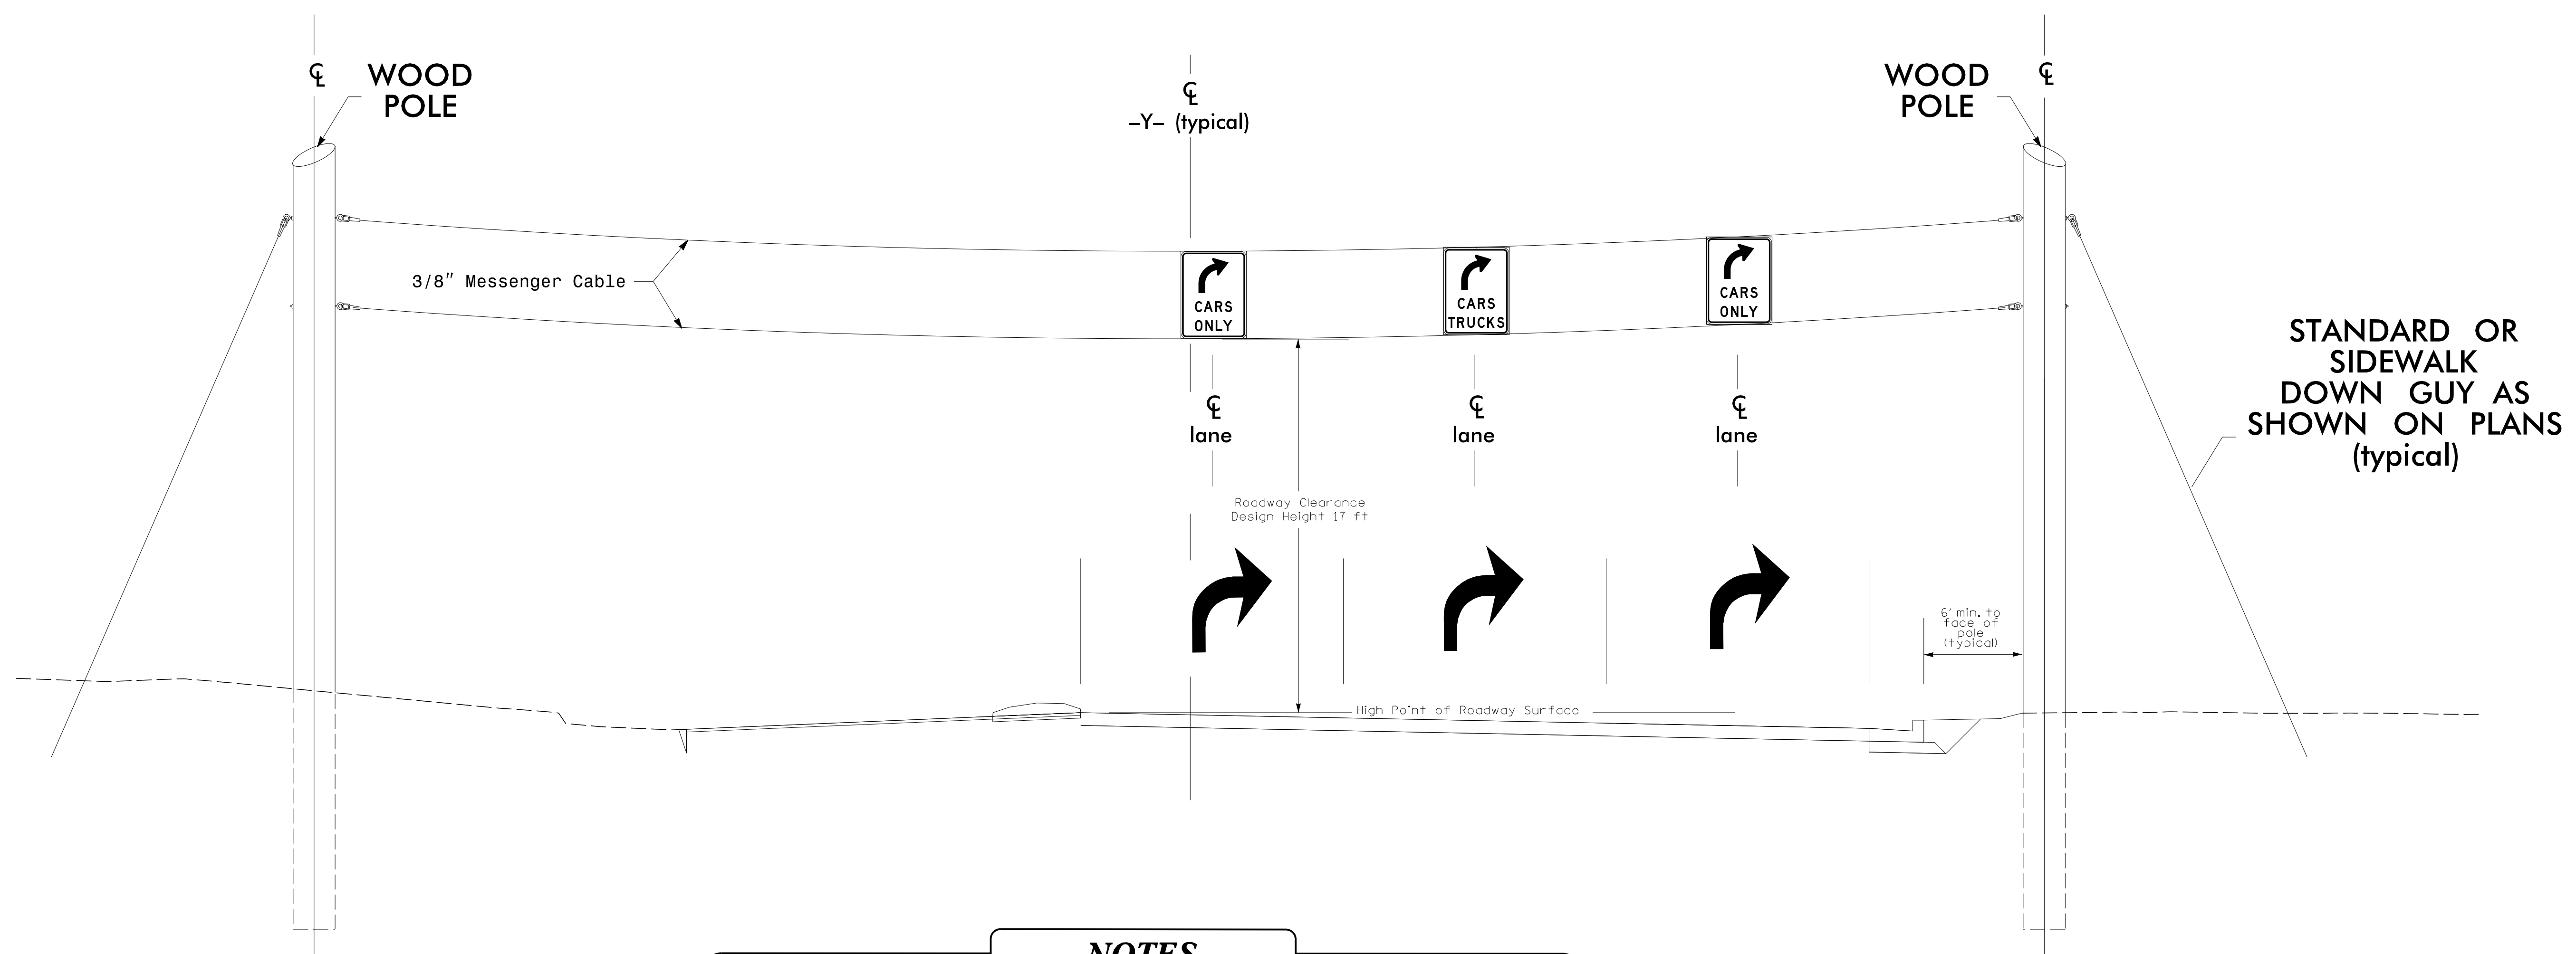 ℄
WOOD
POLE
℄
–Y– (typical)
WOOD
POLE
℄
3/8" Messenger Cable
CARS
ONLY
CARS
TRUCKS
CARS
ONLY
STANDARD OR
SIDEWALK
DOWN GUY AS
SHOWN ON PLANS
(typical)
℄
lane
℄
lane
℄
lane
Roadway Clearance
Design Height 17 ft
6' min. to
face of
pole
(typical)
High Point of Roadway Surface
NOTES